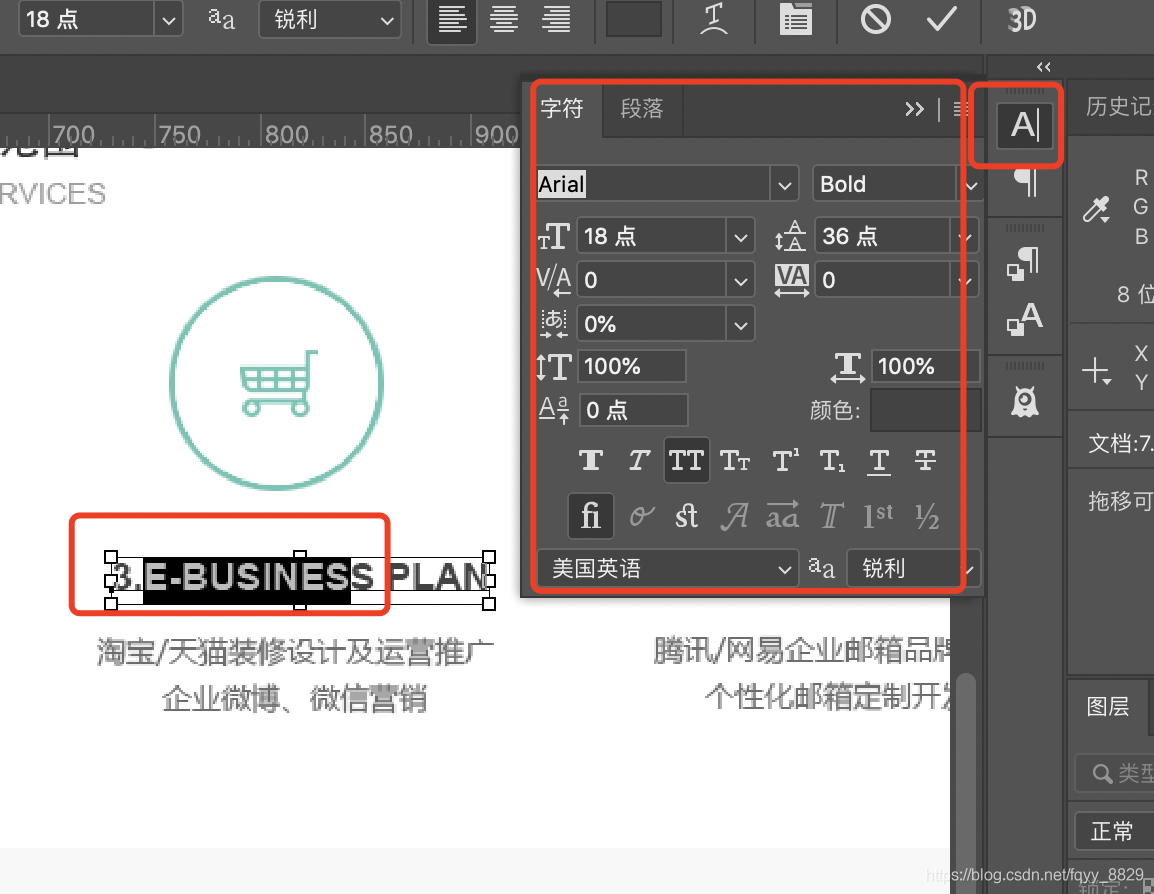 18 点 aa 锐利 3D
700 750 800 850 900
RVICES
字符 段落
Arial Bold
18 点 36 点
V/A 0 VA 0
あ 0%
100% 100%
Aa 0 点 颜色:
T T TT TT T¹ T₁ T T
fi st A aa T 1st ½
美国英语 aa 锐利
历史记
R
G
B
8 位
X
Y
文档:7.
拖移可
图层
类型
正常
3.E-BUSINESS PLAN
淘宝/天猫装修设计及运营推广
企业微博、微信营销
腾讯/网易企业邮箱品牌
个性化邮箱定制开发
https://blog.csdn.net/fqyy_8829